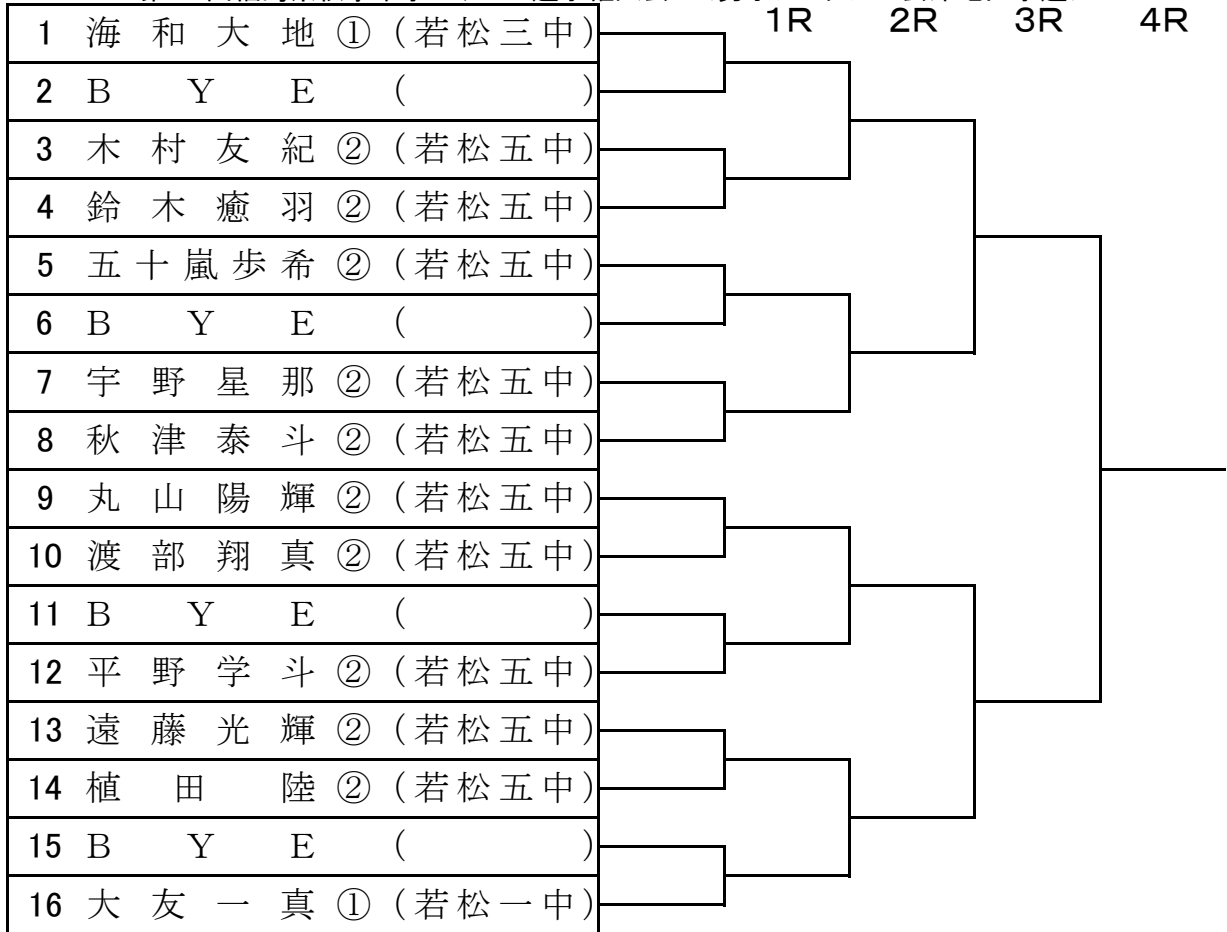 1R 2R 3R 4R
1 海和大地 ① (若松三中)
2 BYE ( )
3 木村友紀 ② (若松五中)
4 鈴木癒羽 ② (若松五中)
5 五十嵐歩希 ② (若松五中)
6 BYE ( )
7 宇野星那 ② (若松五中)
8 秋津泰斗 ② (若松五中)
9 丸山陽輝 ② (若松五中)
10 渡部翔真 ② (若松五中)
11 BYE ( )
12 平野学斗 ② (若松五中)
13 遠藤光輝 ② (若松五中)
14 植田陸 ② (若松五中)
15 BYE ( )
16 大友一真 ① (若松一中)